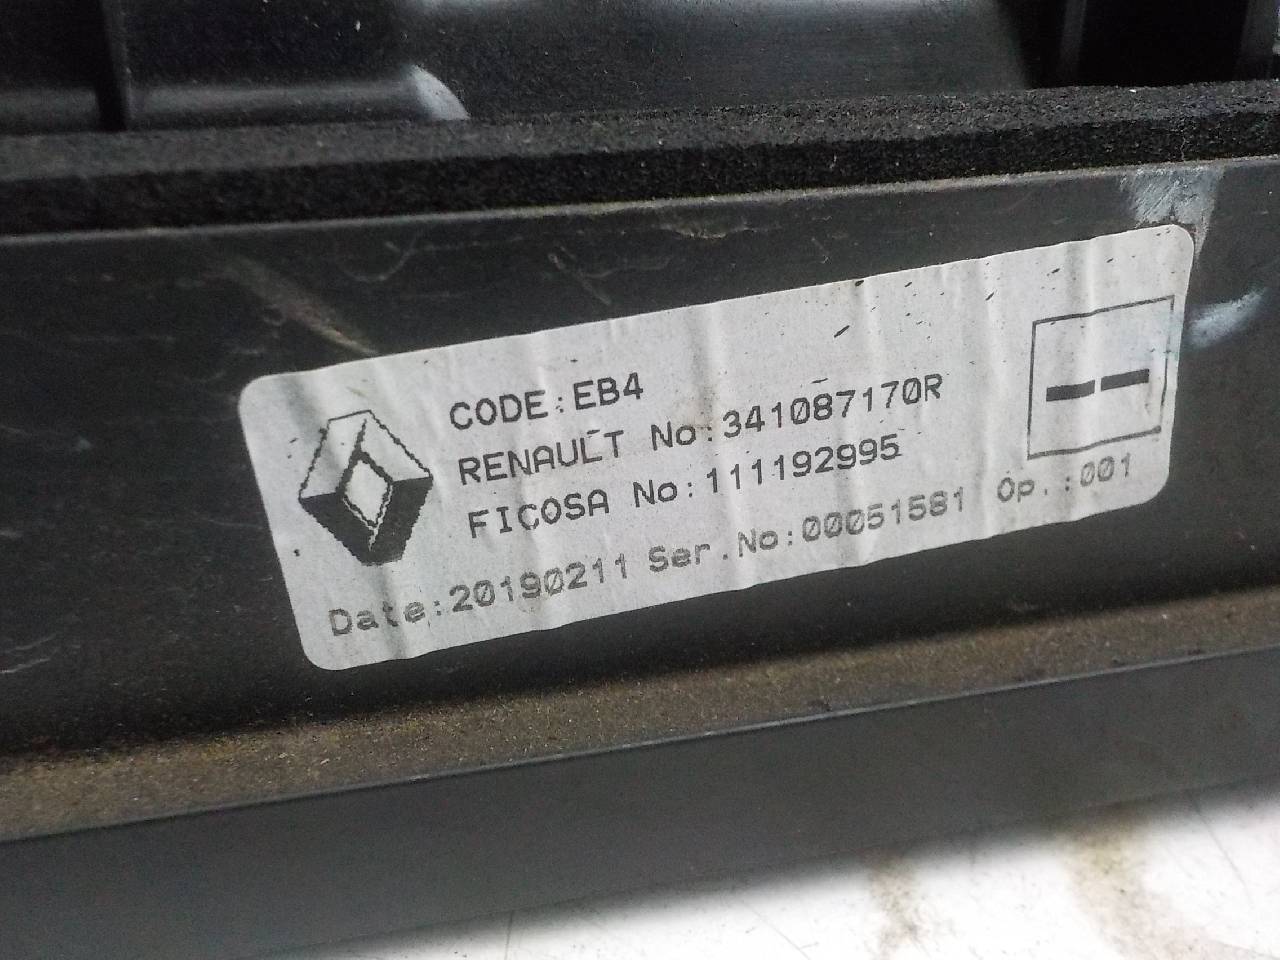 CODE:EB4
RENAULT No:341087170R
FICOSA No:111192995
Date:20190211 Ser.No:00051581 Op.:001
--